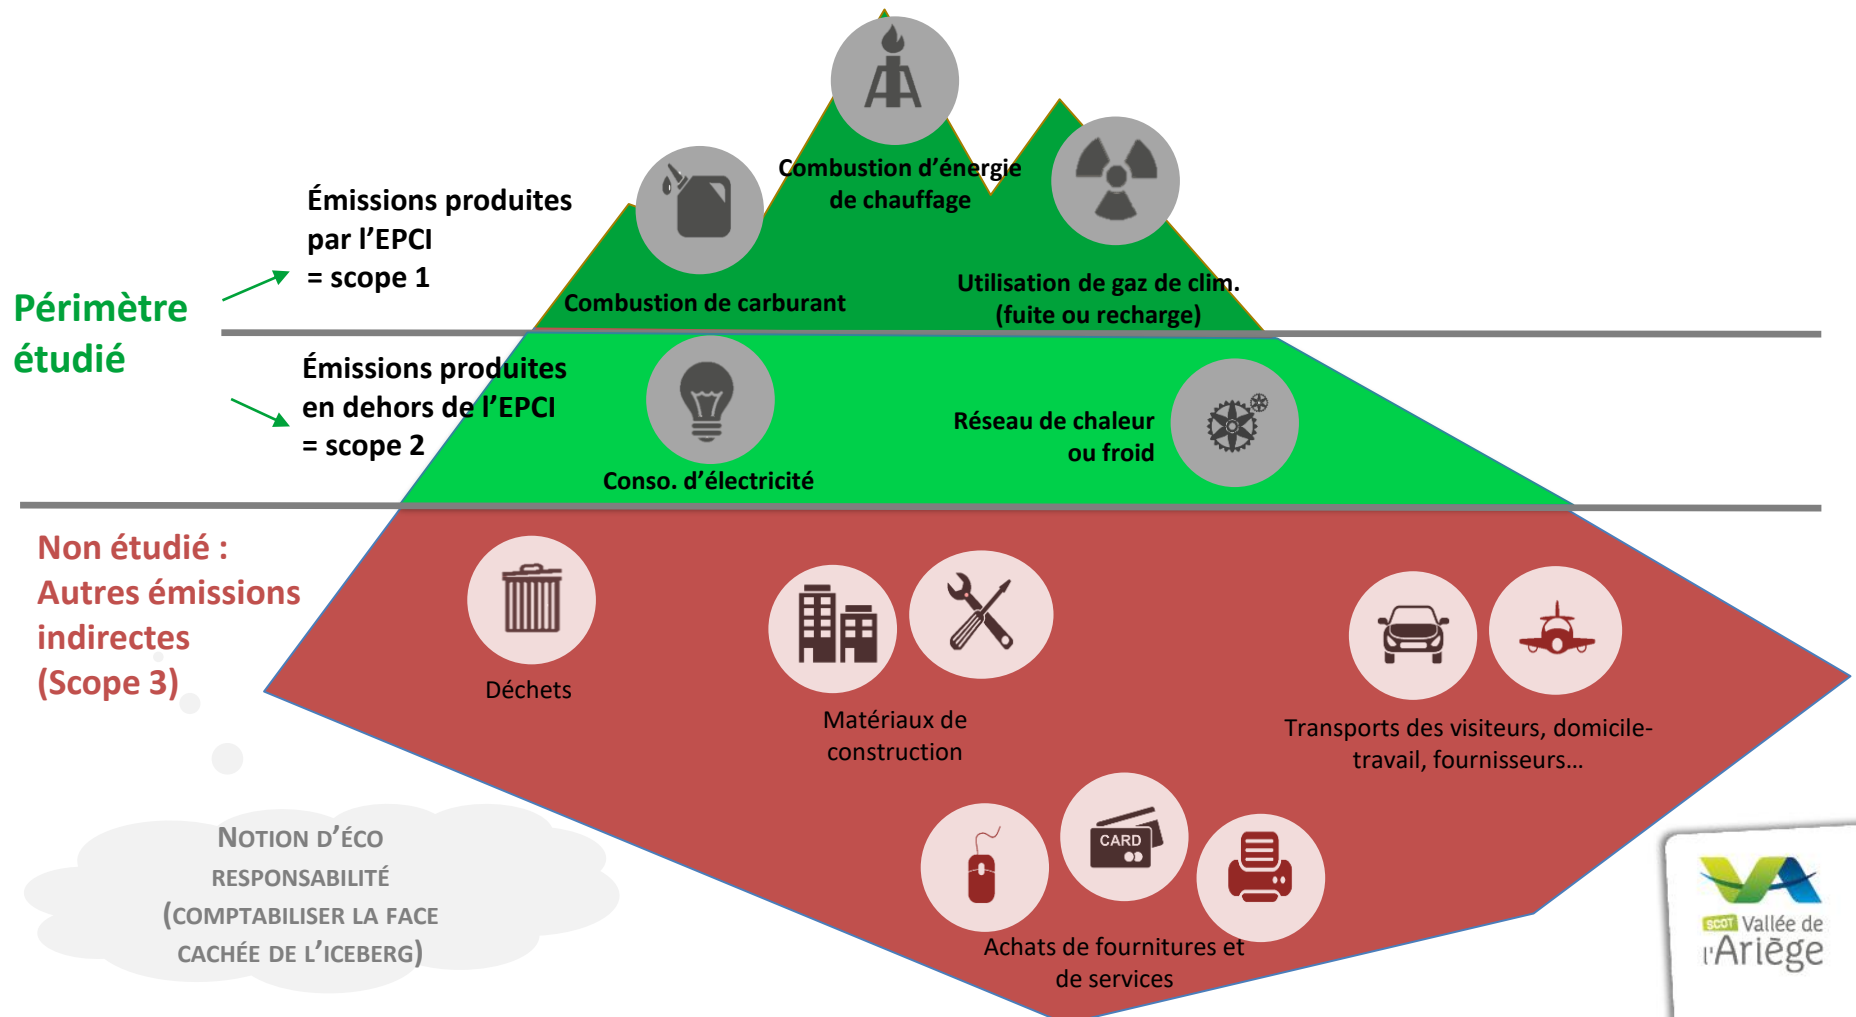 Combustion d’énergie
de chauffage
Émissions produites
par l’EPCI
= scope 1
Combustion de carburant
Utilisation de gaz de clim.
(fuite ou recharge)
Périmètre
étudié
Émissions produites
en dehors de l’EPCI
= scope 2
Conso. d’électricité
Réseau de chaleur
ou froid
Non étudié :
Autres émissions
indirectes
(Scope 3)
Déchets
Matériaux de
construction
Transports des visiteurs, domicile-
travail, fournisseurs...
CARD
Achats de fournitures et
de services
NOTION D’ÉCO
RESPONSABILITÉ
(COMPTABILISER LA FACE
CACHÉE DE L’ICEBERG)
VA
SCOT Vallée de
l'Ariège